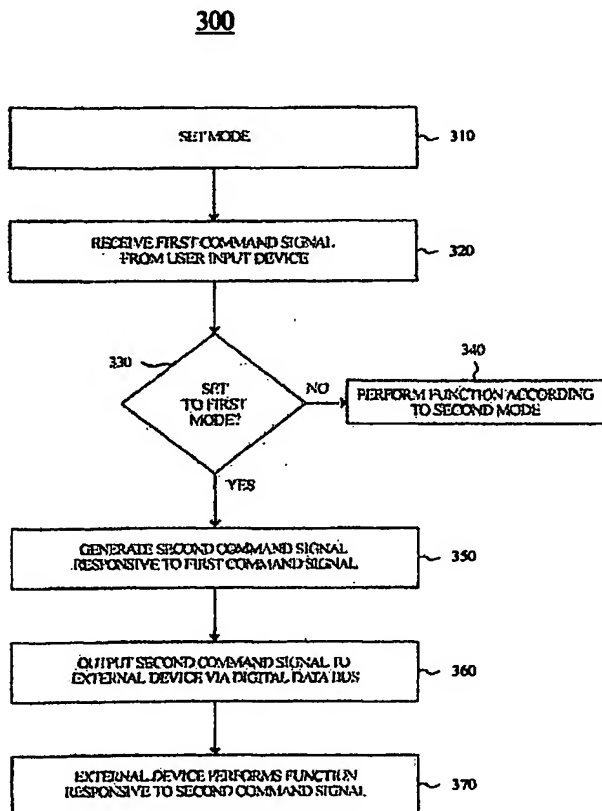 300
SET MODE
310
RECEIVE FIRST COMMAND SIGNAL
FROM USER INPUT DEVICE
320
330
SET
TO FIRST
MODE?
NO
340
PERFORM FUNCTION ACCORDING
TO SECOND MODE
YES
GENERATE SECOND COMMAND SIGNAL
RESPONSIVE TO FIRST COMMAND SIGNAL
350
OUTPUT SECOND COMMAND SIGNAL TO
EXTERNAL DEVICE VIA DIGITAL DATA BUS
360
EXTERNAL DEVICE PERFORMS FUNCTION
RESPONSIVE TO SECOND COMMAND SIGNAL
370